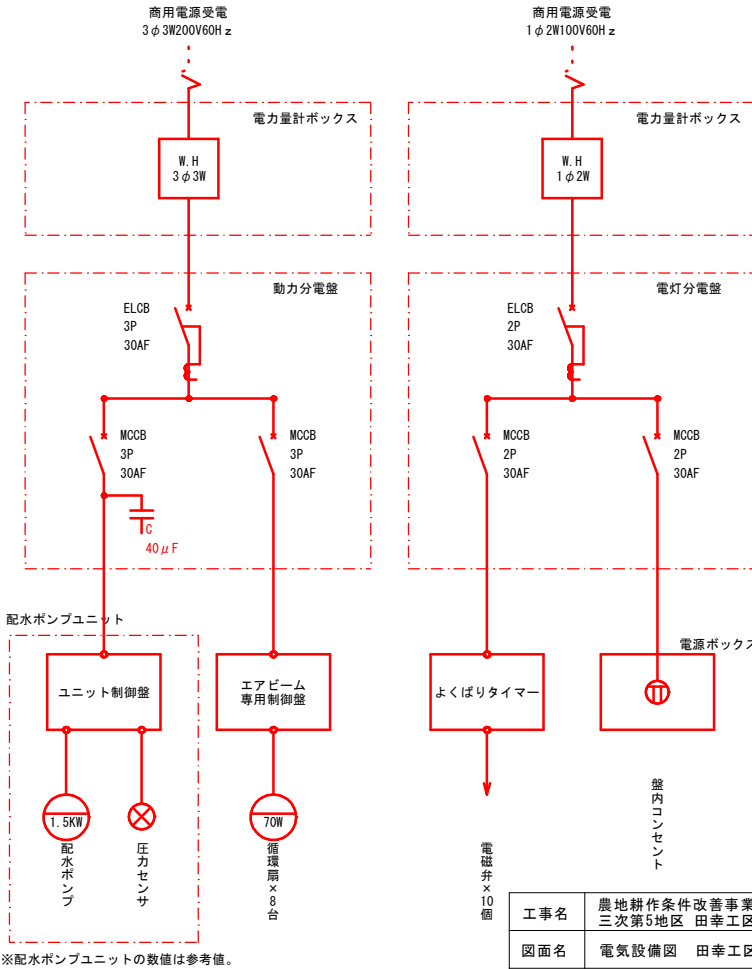 商用電源受電
3φ3W200V60Hz
商用電源受電
1φ2W100V60Hz
電力量計ボックス
電力量計ボックス
W.H
3φ3W
W.H
1φ2W
動力分電盤
電灯分電盤
ELCB
3P
30AF
ELCB
2P
30AF
MCCB
3P
30AF
MCCB
3P
30AF
MCCB
2P
30AF
MCCB
2P
30AF
C
40μF
配水ポンプユニット
電源ボックス
ユニット制御盤
エアビーム
専用制御盤
よくばりタイマー
1.5KW
70W
配水ポンプ
圧力センサ
循環扇×8台
電磁弁×10個
盤内コンセント
工事名
農地耕作条件改善事業
三次第5地区 田幸工区
図面名
電気設備図 田幸工区
※配水ポンプユニットの数値は参考値。